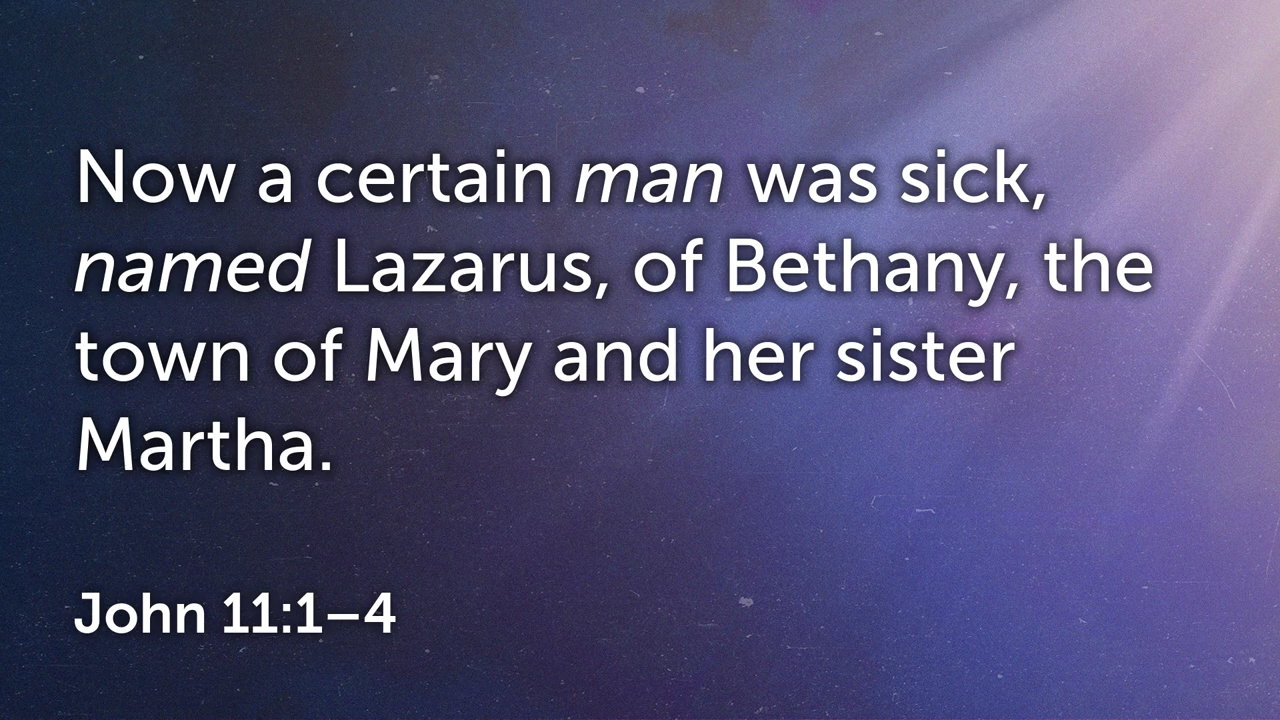 Now a certain man was sick,
named Lazarus, of Bethany, the
town of Mary and her sister
Martha.
John 11:1–4